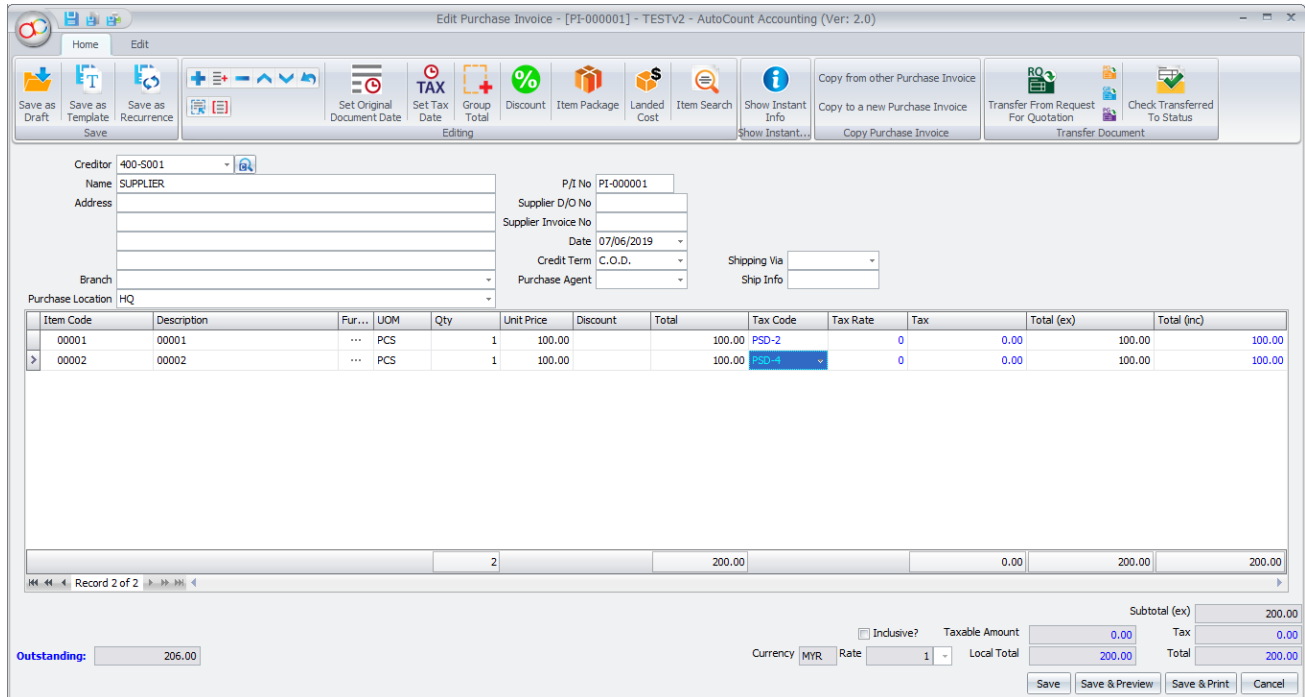 Edit Purchase Invoice - [PI-000001] - TESTv2 - AutoCount Accounting (Ver: 2.0)
Home Edit
Save as Draft Save as Template Save as Recurrence Set Original Document Date TAX Set Tax Date Group Total Discount Item Package Landed Cost Item Search Show Instant Info Copy from other Purchase Invoice Copy to a new Purchase Invoice RQ Transfer From Request For Quotation Check Transferred To Status
Save Editing Show Instant... Copy Purchase Invoice Transfer Document
Creditor 400-S001
Name SUPPLIER P/I No PI-000001
Address Supplier D/O No
Supplier Invoice No
Date 07/06/2019
Credit Term C.O.D. Shipping Via
Branch Purchase Agent Ship Info
Purchase Location HQ
Item Code Description Fur... UOM Qty Unit Price Discount Total Tax Code Tax Rate Tax Total (ex) Total (inc)
00001 00001 ... PCS 1 100.00 100.00 PSD-2 0 0.00 100.00 100.00
00002 00002 ... PCS 1 100.00 100.00 PSD-4 0 0.00 100.00 100.00
2 200.00 0.00 200.00 200.00
Record 2 of 2
Subtotal (ex) 200.00
Inclusive? Taxable Amount 0.00 Tax 0.00
Outstanding: 206.00 Currency MYR Rate 1 Local Total 200.00 Total 200.00
Save Save & Preview Save & Print Cancel